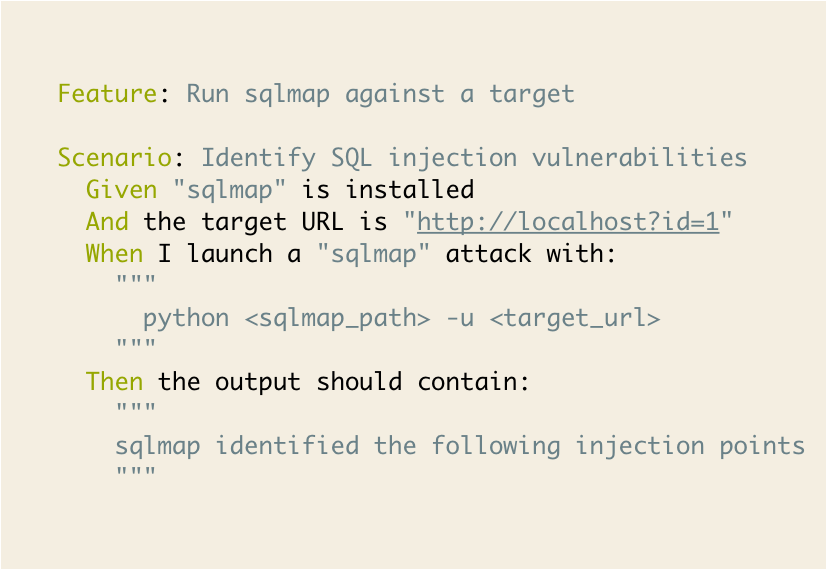 Feature: Run sqlmap against a target
Scenario: Identify SQL injection vulnerabilities
Given "sqlmap" is installed
And the target URL is "http://localhost?id=1"
When I launch a "sqlmap" attack with:
"""
python <sqlmap_path> -u <target_url>
"""
Then the output should contain:
"""
sqlmap identified the following injection points
"""